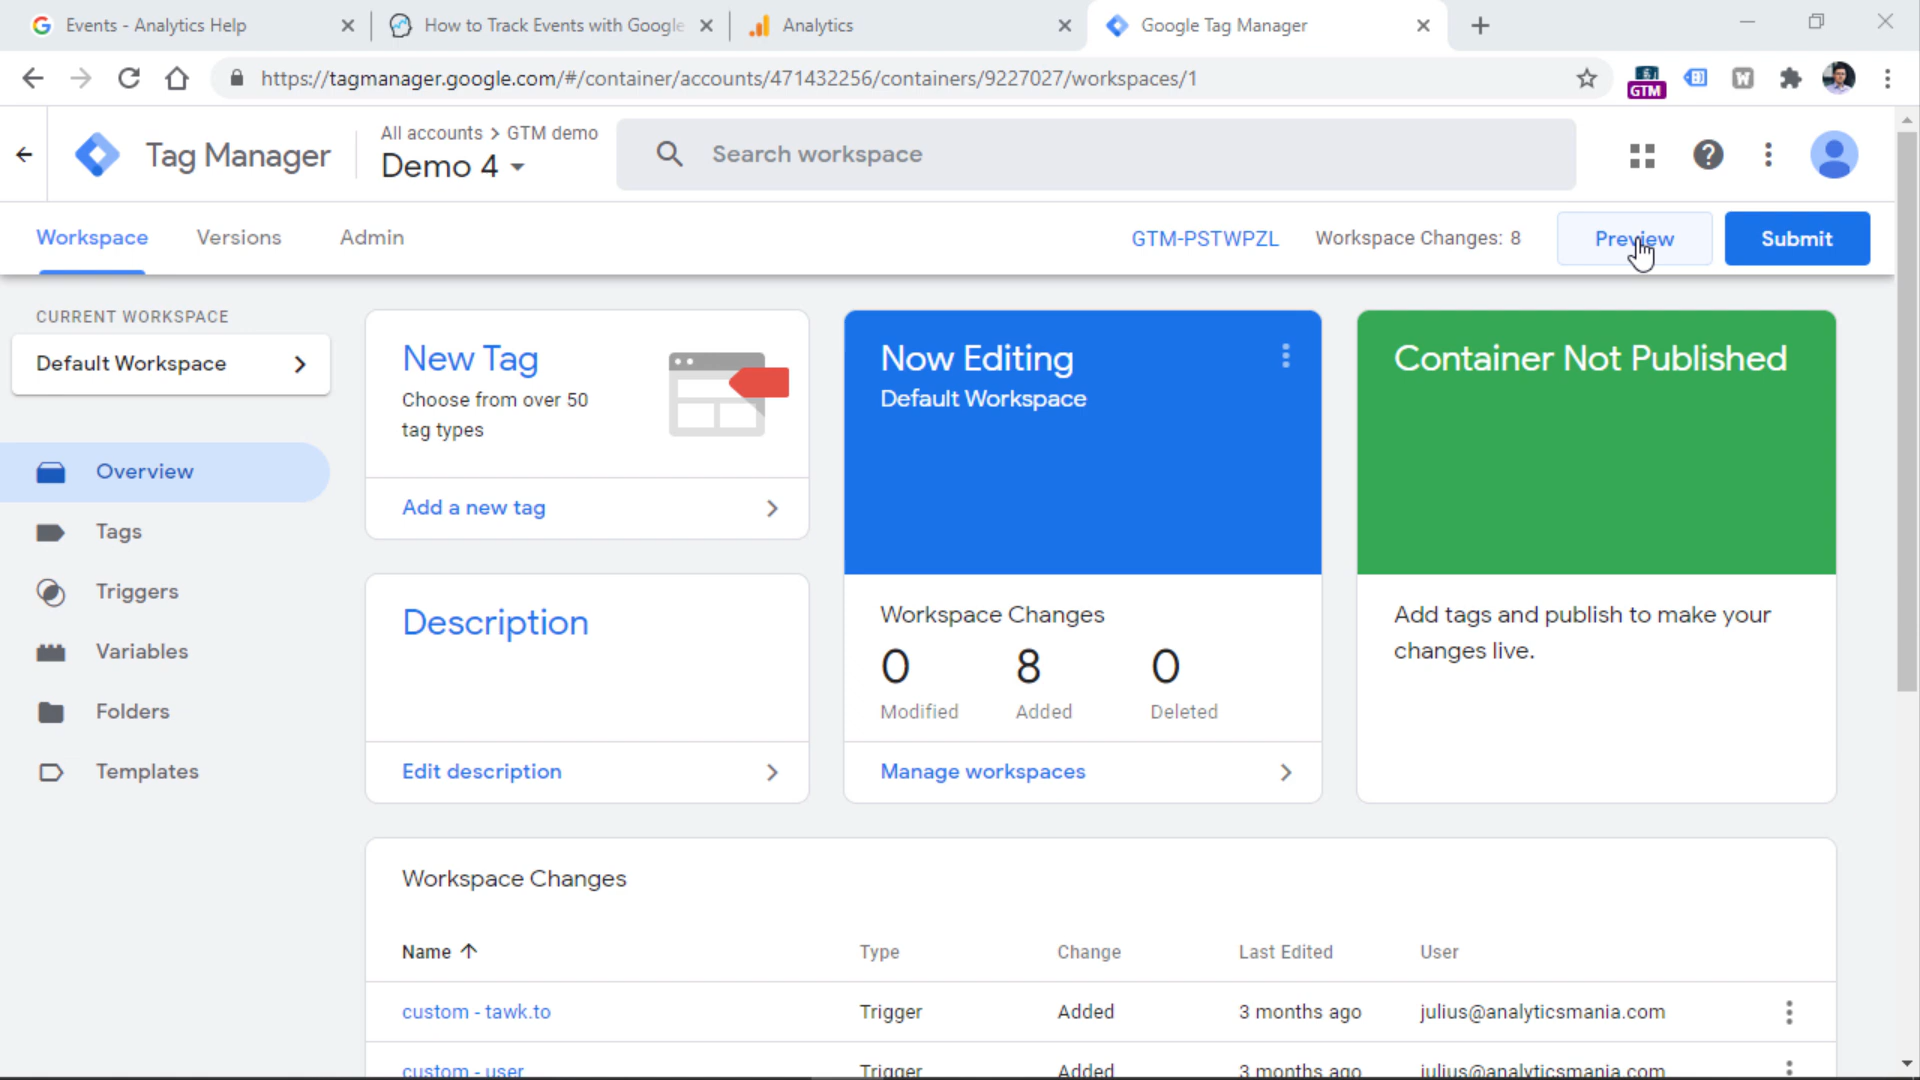 Events - Analytics Help
How to Track Events with Google
Analytics
Google Tag Manager
https://tagmanager.google.com/#/container/accounts/471432256/containers/9227027/workspaces/1
GTM
W
Tag Manager
All accounts > GTM demo
Demo 4
Search workspace
Workspace
Versions
Admin
GTM-PSTWPZL
Workspace Changes: 8
Preview
Submit
CURRENT WORKSPACE
Default Workspace
Overview
Tags
Triggers
Variables
Folders
Templates
New Tag
Choose from over 50
tag types
Add a new tag
Description
Edit description
Now Editing
Default Workspace
Workspace Changes
0 8 0
Modified Added Deleted
Manage workspaces
Container Not Published
Add tags and publish to make your
changes live.
Workspace Changes
Name Type Change Last Edited User
custom - tawk.to Trigger Added 3 months ago julius@analyticsmania.com
custom - user Trigger Added 3 months ago julius@analyticsmania.com